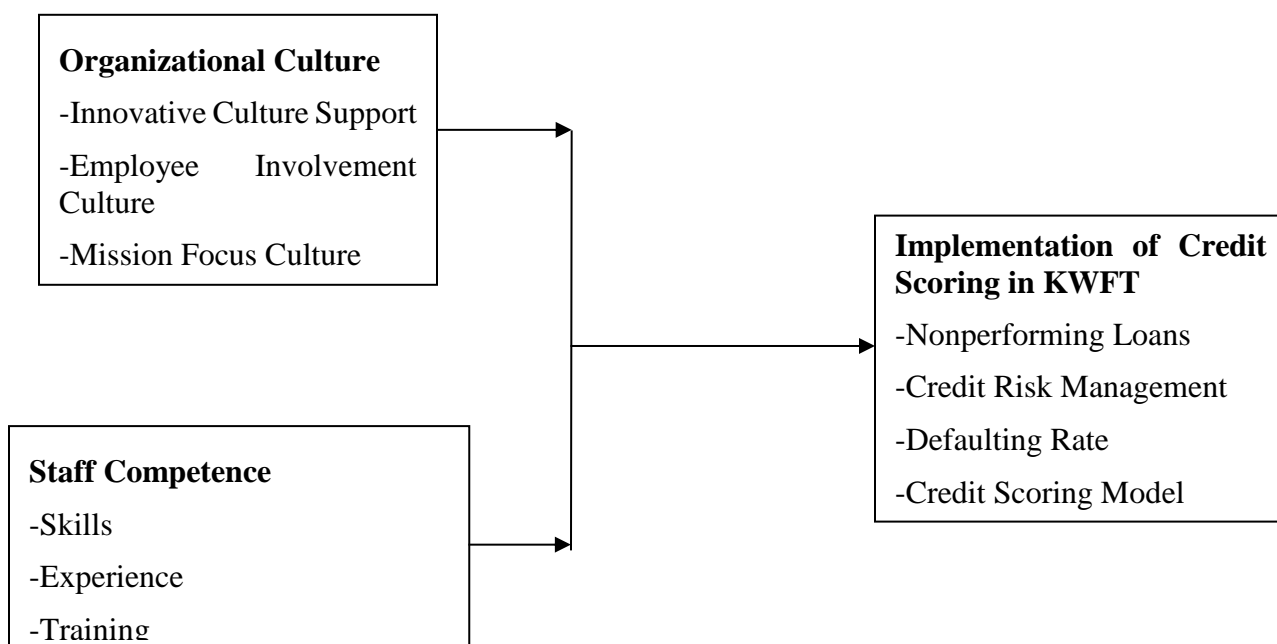 Organizational Culture
-Innovative Culture Support
-Employee Involvement
Culture
-Mission Focus Culture
Implementation of Credit
Scoring in KWFT
-Nonperforming Loans
-Credit Risk Management
-Defaulting Rate
-Credit Scoring Model
Staff Competence
-Skills
-Experience
-Training